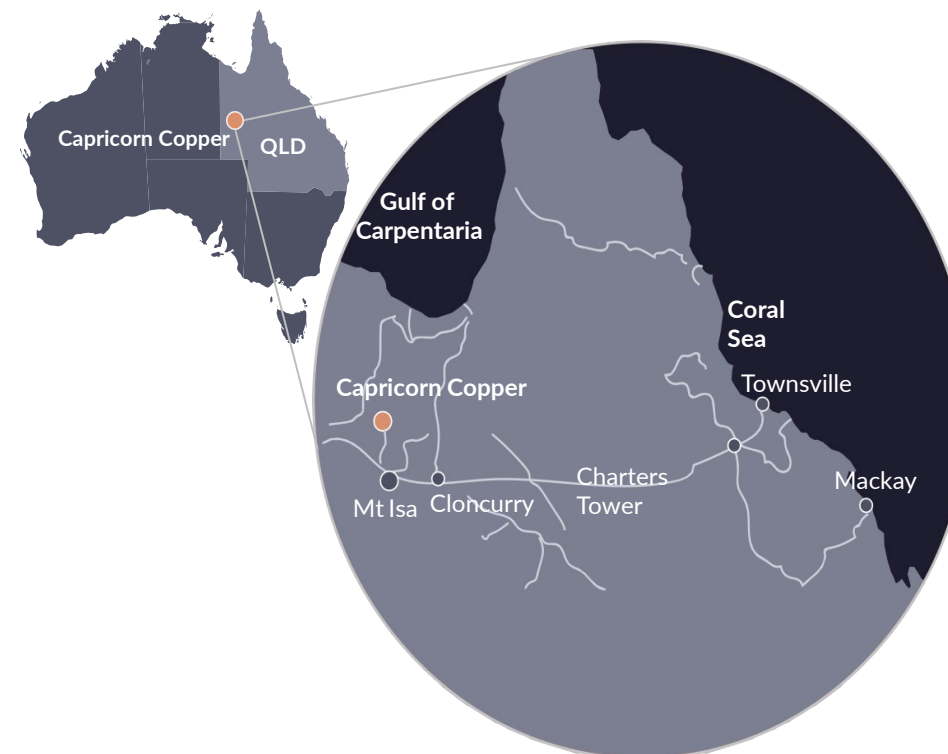 Capricorn Copper
QLD
Gulf of
Carpentaria
Coral
Sea
Capricorn Copper
Townsville
Charters
Tower
Mackay
Mt Isa
Cloncurry